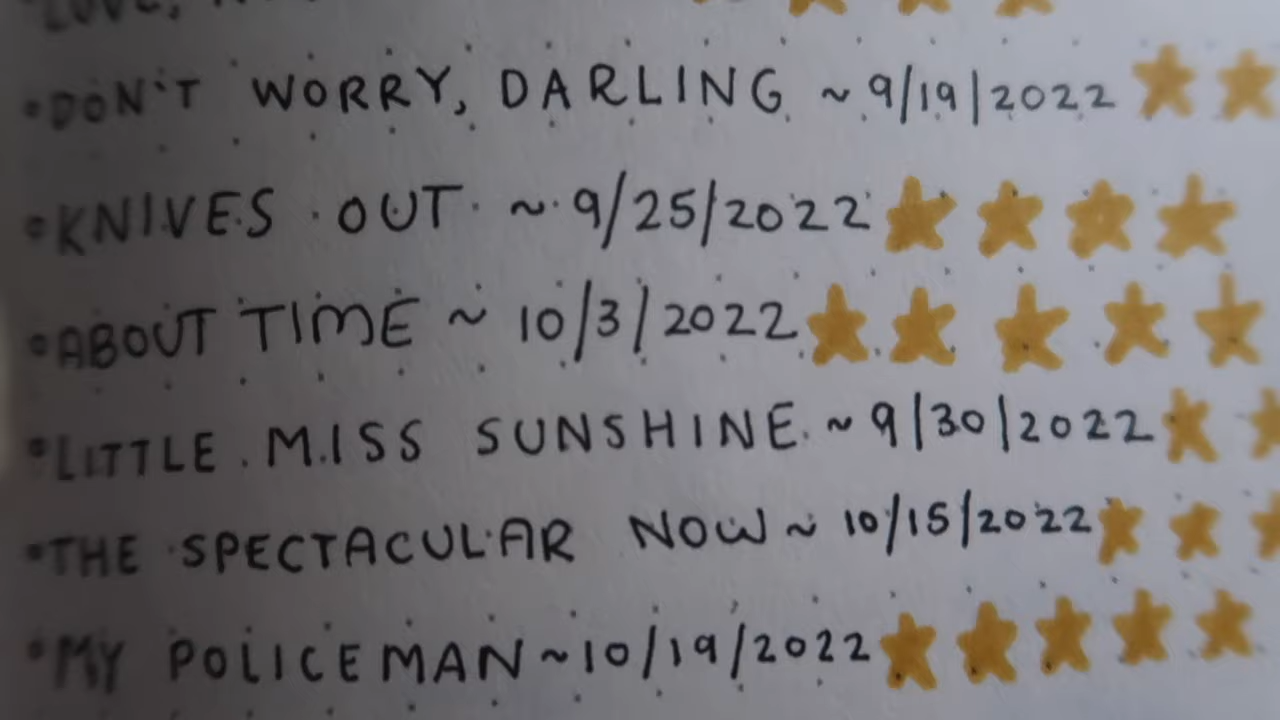 LOVE,
•DON'T WORRY, DARLING ~ 9/19/2022
•KNIVES OUT ~ 9/25/2022
•ABOUT TIME ~ 10/3/2022
•LITTLE MISS SUNSHINE ~ 9/30/2022
•THE SPECTACULAR NOW ~ 10/15/2022
•MY POLICEMAN ~ 10/19/2022